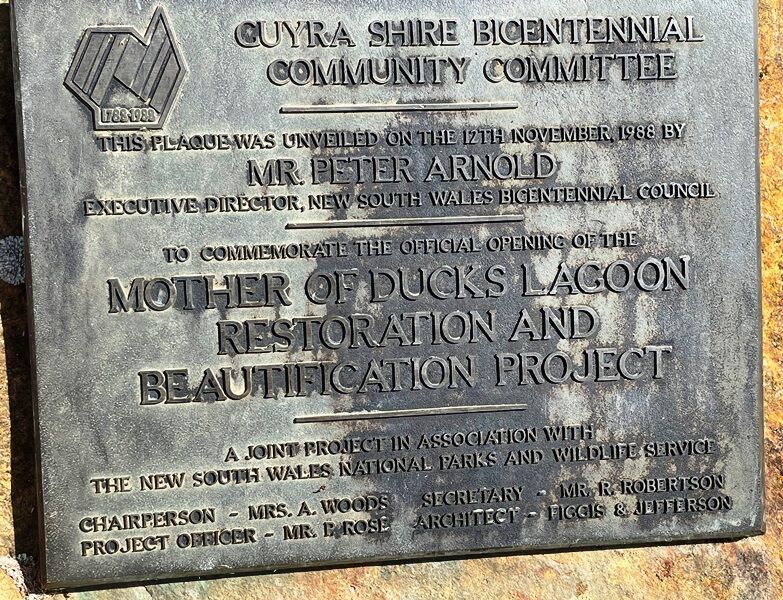 GUYRA SHIRE BICENTENNIAL
COMMUNITY COMMITTEE
1788-1988
THIS PLAQUE WAS UNVEILED ON THE 12TH NOVEMBER, 1988 BY
MR. PETER ARNOLD
EXECUTIVE DIRECTOR, NEW SOUTH WALES BICENTENNIAL COUNCIL
TO COMMEMORATE THE OFFICIAL OPENING OF THE
MOTHER OF DUCKS LAGOON
RESTORATION AND
BEAUTIFICATION PROJECT
A JOINT PROJECT IN ASSOCIATION WITH
THE NEW SOUTH WALES NATIONAL PARKS AND WILDLIFE SERVICE
CHAIRPERSON - MRS. A. WOODS SECRETARY - MR. R. ROBERTSON
PROJECT OFFICER - MR. P. ROSE ARCHITECT - FIGGIS & JEFFERSON